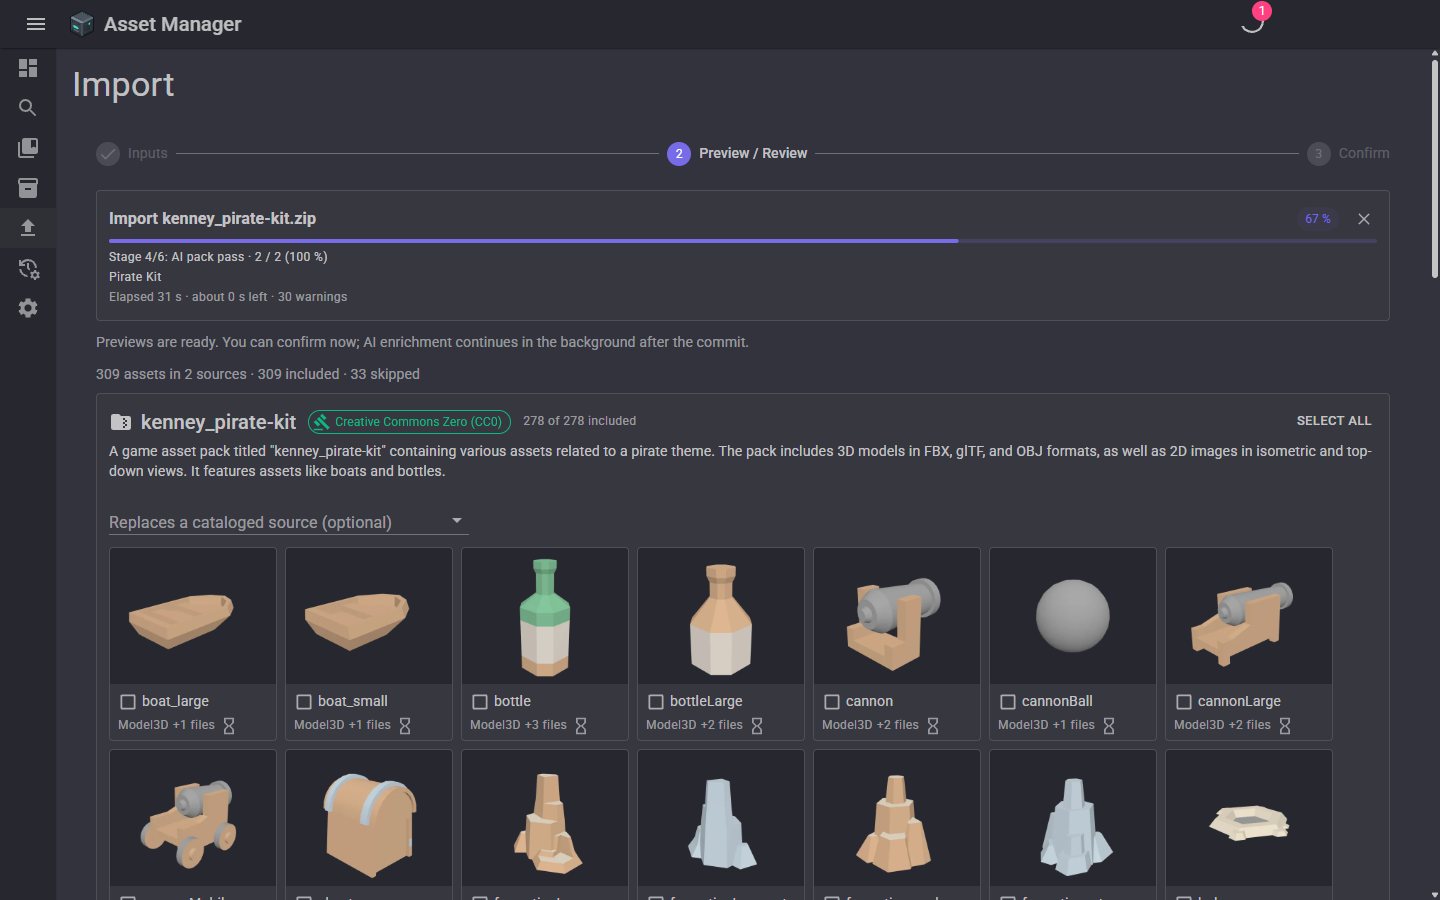 Asset Manager
1
Import
Inputs
2 Preview / Review
3 Confirm
Import kenney_pirate-kit.zip
67 %
Stage 4/6: AI pack pass · 2 / 2 (100 %)
Pirate Kit
Elapsed 31 s · about 0 s left · 30 warnings
Previews are ready. You can confirm now; AI enrichment continues in the background after the commit.
309 assets in 2 sources · 309 included · 33 skipped
kenney_pirate-kit Creative Commons Zero (CC0) 278 of 278 included SELECT ALL
A game asset pack titled "kenney_pirate-kit" containing various assets related to a pirate theme. The pack includes 3D models in FBX, glTF, and OBJ formats, as well as 2D images in isometric and top-
down views. It features assets like boats and bottles.
Replaces a cataloged source (optional)
boat_large
Model3D +1 files
boat_small
Model3D +1 files
bottle
Model3D +3 files
bottleLarge
Model3D +2 files
cannon
Model3D +2 files
cannonBall
Model3D +1 files
cannonLarge
Model3D +2 files